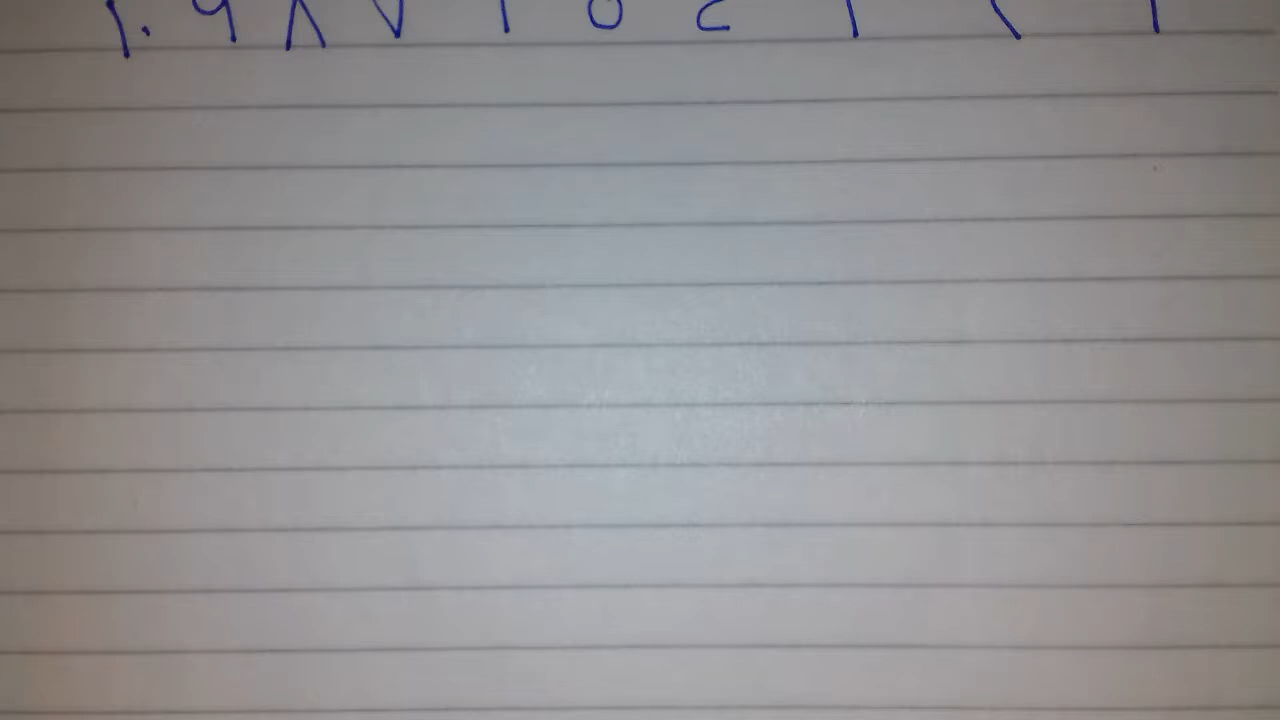 ١ ٢ ٣ ٤ ٥ ٦ ٧ ٨ ٩ ١٠